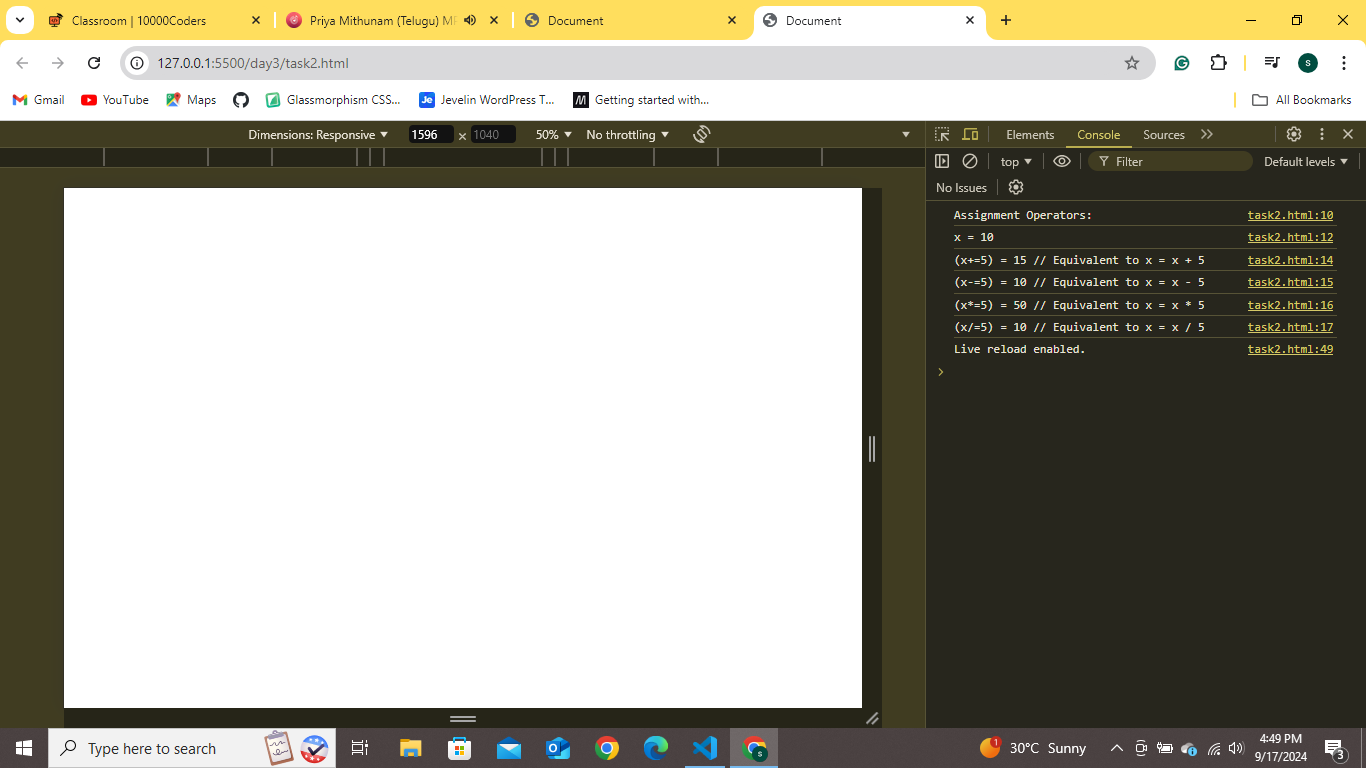 Classroom | 10000Coders
Priya Mithunam (Telugu) MP
Document
Document
127.0.0.1:5500/day3/task2.html
S
Gmail
YouTube
Maps
Glassmorphism CSS...
Je
Jevelin WordPress T...
Getting started with...
All Bookmarks
Dimensions: Responsive
1596
×
1040
50%
No throttling
Elements
Console
Sources
top
Filter
Default levels
No Issues
Assignment Operators: task2.html:10
x = 10 task2.html:12
(x+=5) = 15 // Equivalent to x = x + 5 task2.html:14
(x-=5) = 10 // Equivalent to x = x - 5 task2.html:15
(x*=5) = 50 // Equivalent to x = x * 5 task2.html:16
(x/=5) = 10 // Equivalent to x = x / 5 task2.html:17
Live reload enabled. task2.html:49
Type here to search
S
1
30°C Sunny
4:49 PM
9/17/2024
3